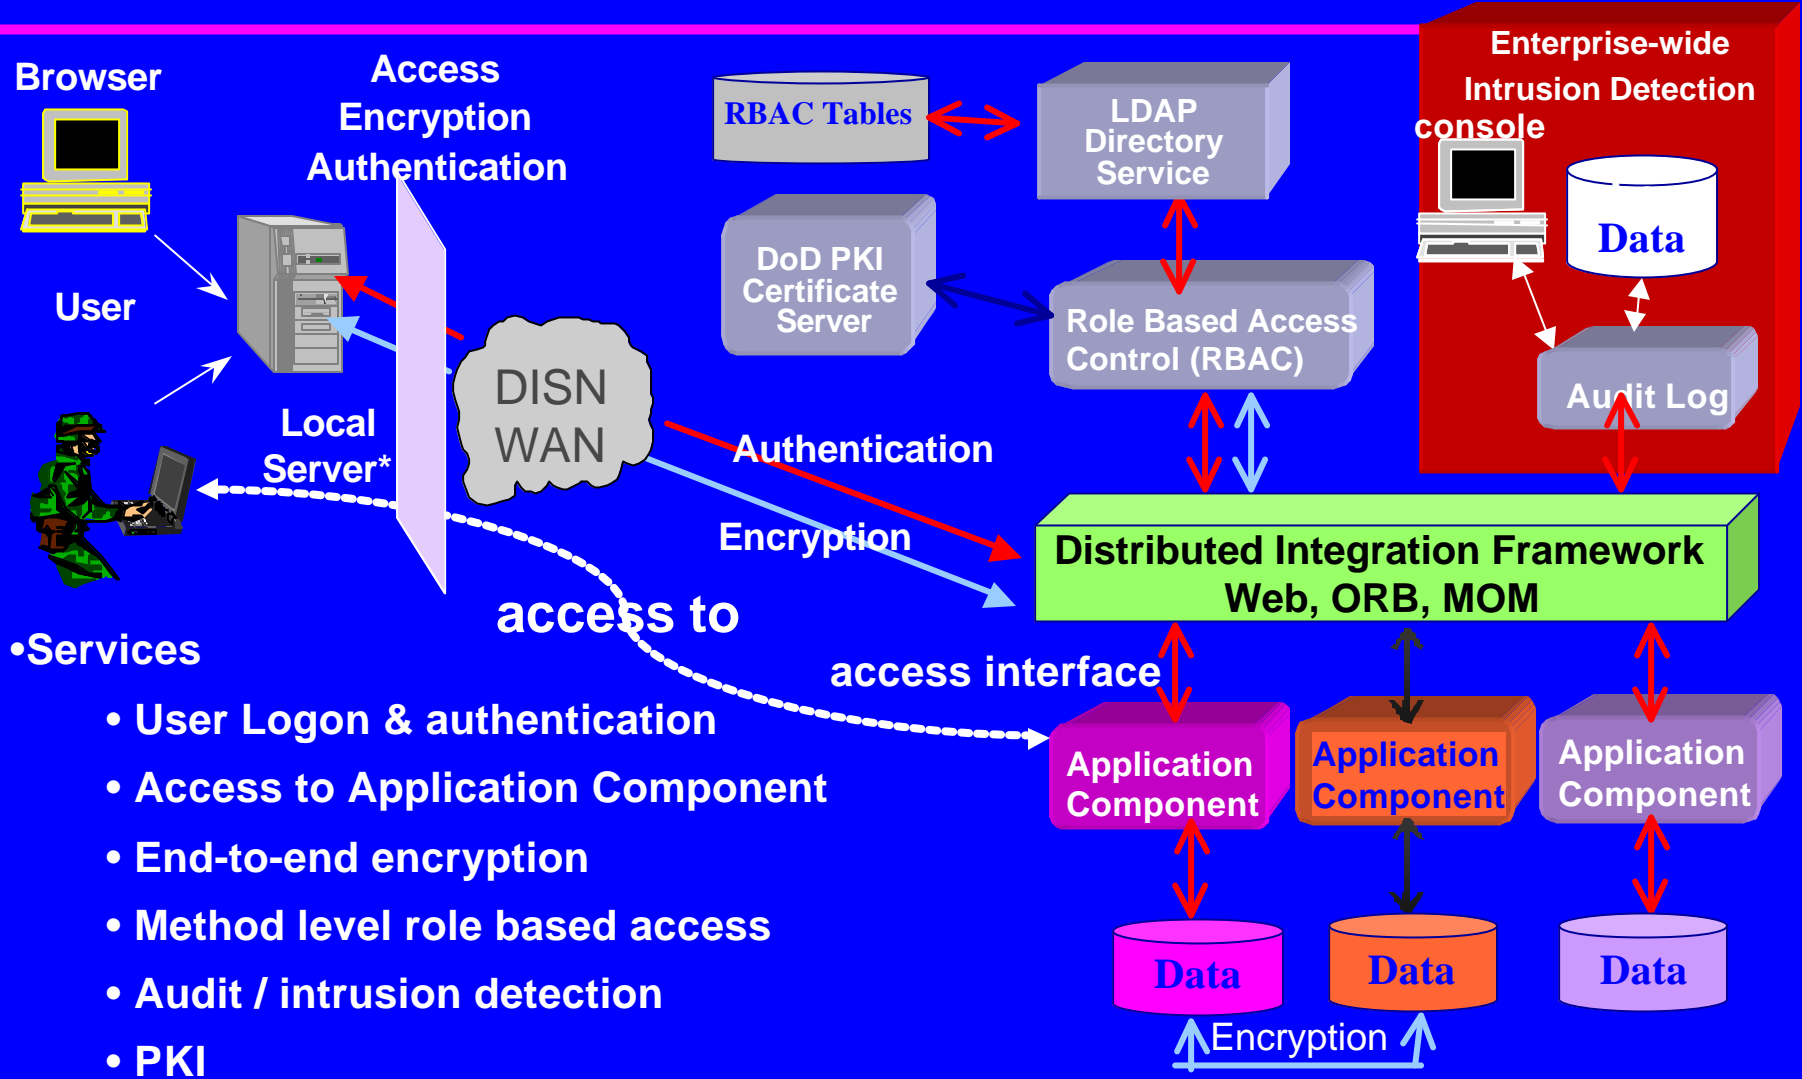 Browser
Access
Encryption
Authentication
RBAC Tables
LDAP
Directory
Service
Enterprise-wide
Intrusion Detection
console
Data
DoD PKI
Certificate
Server
User
Role Based Access
Control (RBAC)
Audit Log
DISN
WAN
Local
Server*
Authentication
Encryption
Distributed Integration Framework
Web, ORB, MOM
access to
access interface
•Services
• User Logon & authentication
• Access to Application Component
• End-to-end encryption
• Method level role based access
• Audit / intrusion detection
• PKI
Application
Component
Application
Component
Application
Component
Data
Data
Data
Encryption